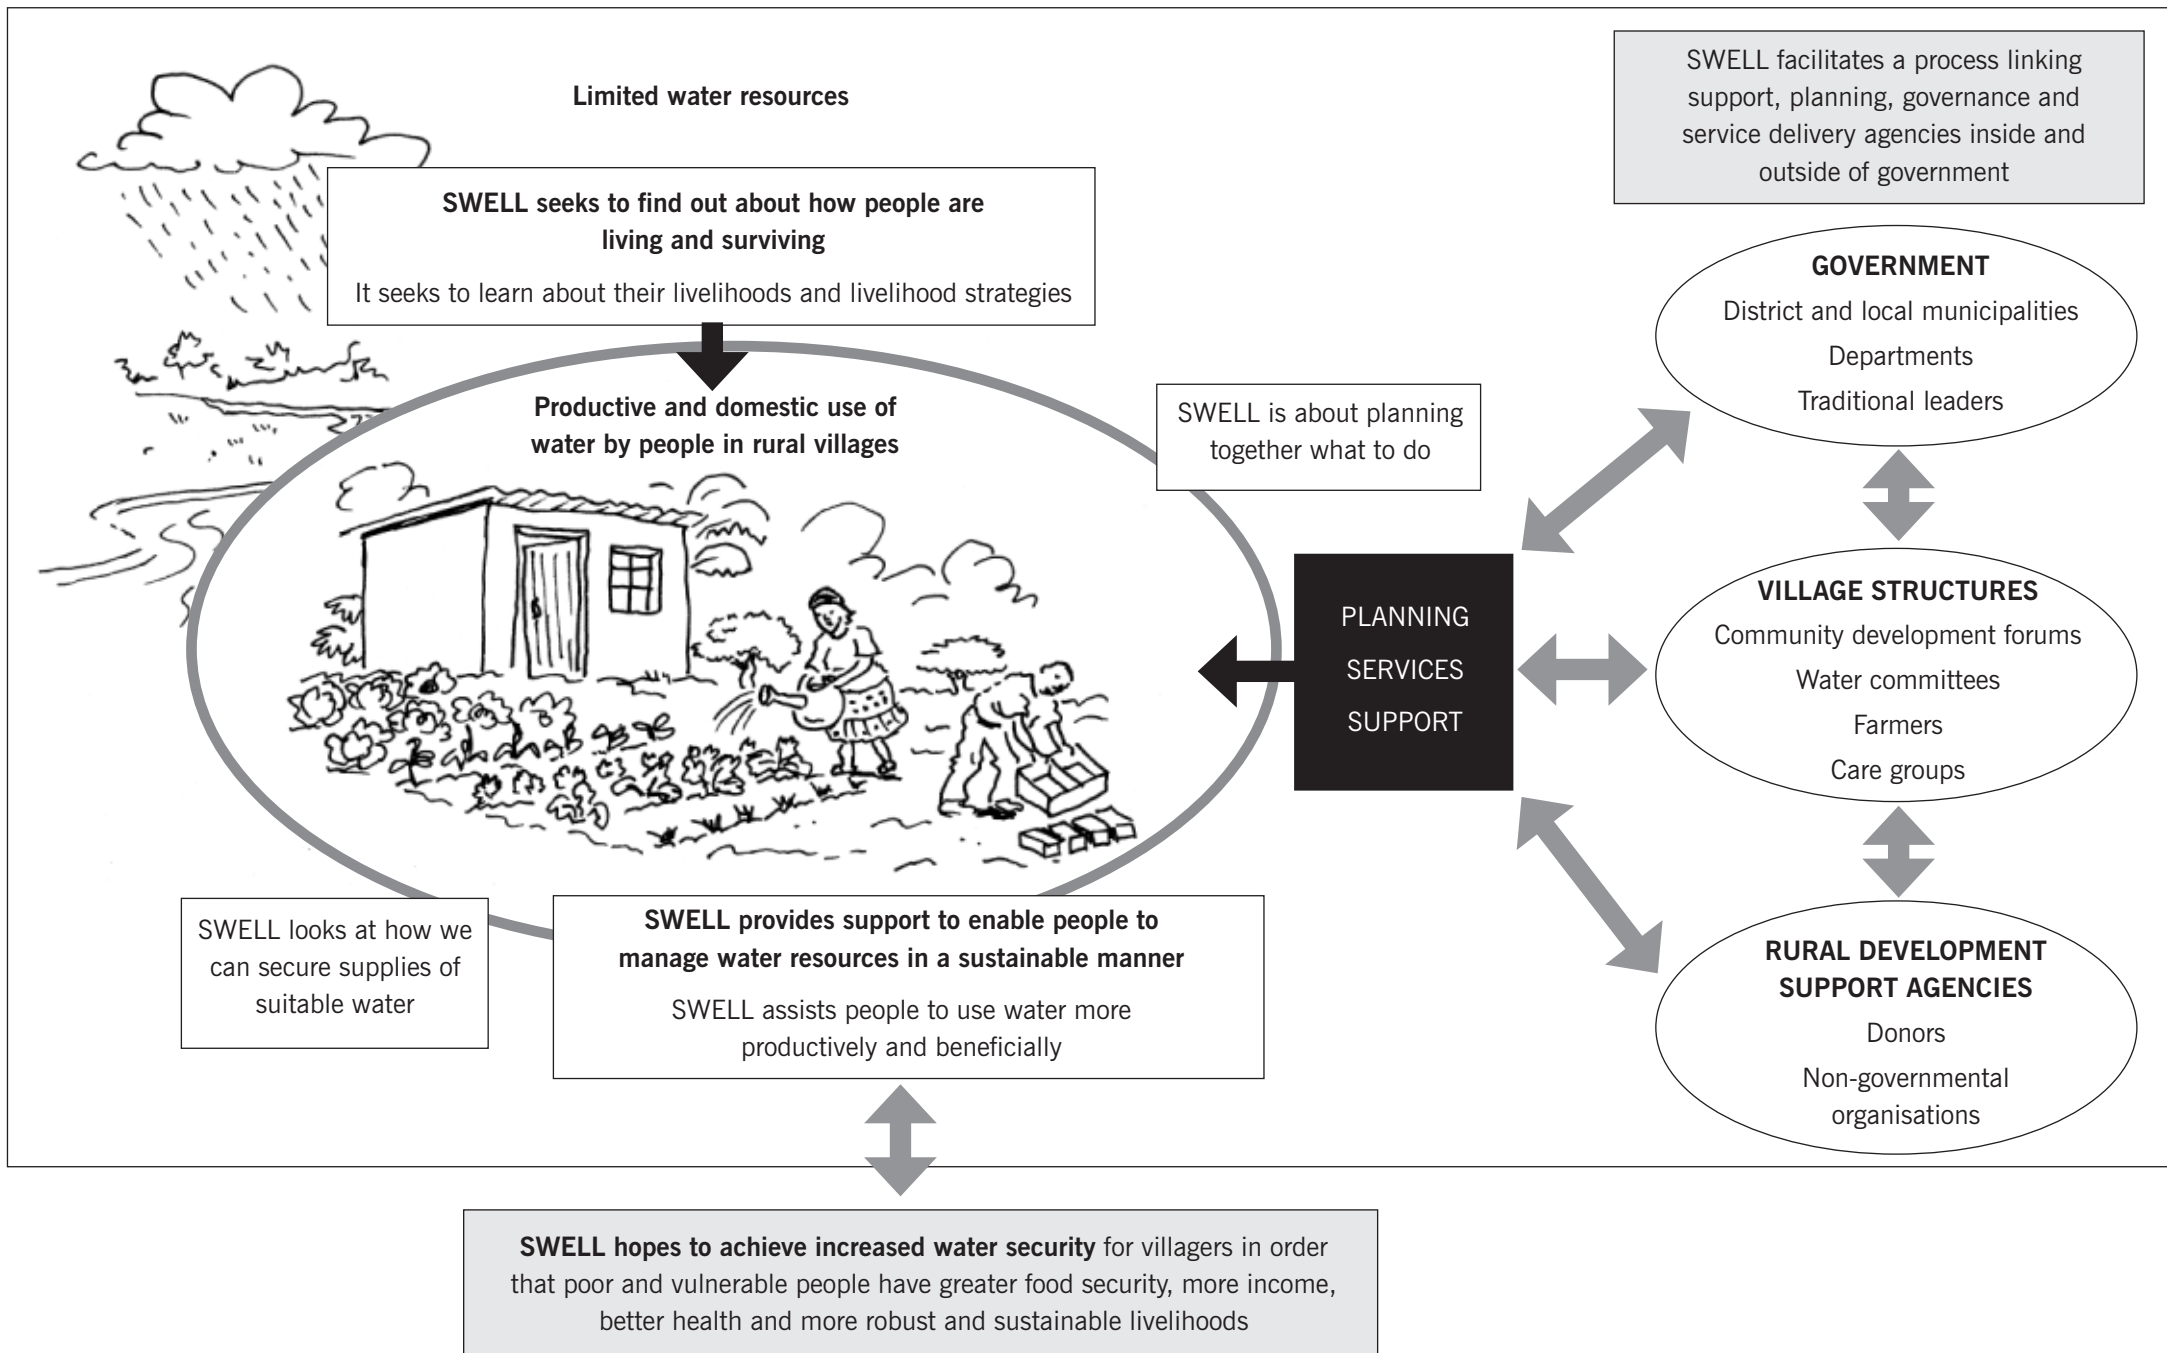 Limited water resources
SWELL seeks to find out about how people are
living and surviving
It seeks to learn about their livelihoods and livelihood strategies
Productive and domestic use of
water by people in rural villages
SWELL is about planning
together what to do
SWELL looks at how we
can secure supplies of
suitable water
SWELL provides support to enable people to
manage water resources in a sustainable manner
SWELL assists people to use water more
productively and beneficially
PLANNING
SERVICES
SUPPORT
SWELL facilitates a process linking
support, planning, governance and
service delivery agencies inside and
outside of government
GOVERNMENT
District and local municipalities
Departments
Traditional leaders
VILLAGE STRUCTURES
Community development forums
Water committees
Farmers
Care groups
RURAL DEVELOPMENT
SUPPORT AGENCIES
Donors
Non-governmental
organisations
SWELL hopes to achieve increased water security for villagers in order
that poor and vulnerable people have greater food security, more income,
better health and more robust and sustainable livelihoods